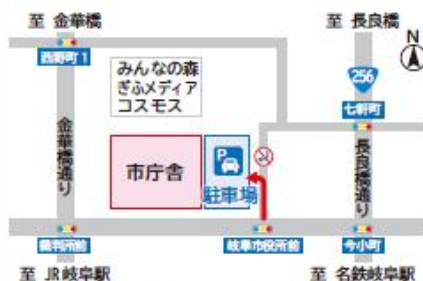 至 金華橋
至 長良橋
N
西野町1
みんなの森
ぎふメディア
コスモス
256
七軒町
金華橋通り
市庁舎
P
駐車場
長良橋通り
裁判所前
岐阜市役所前
今小町
至 JR岐阜駅
至 名鉄岐阜駅